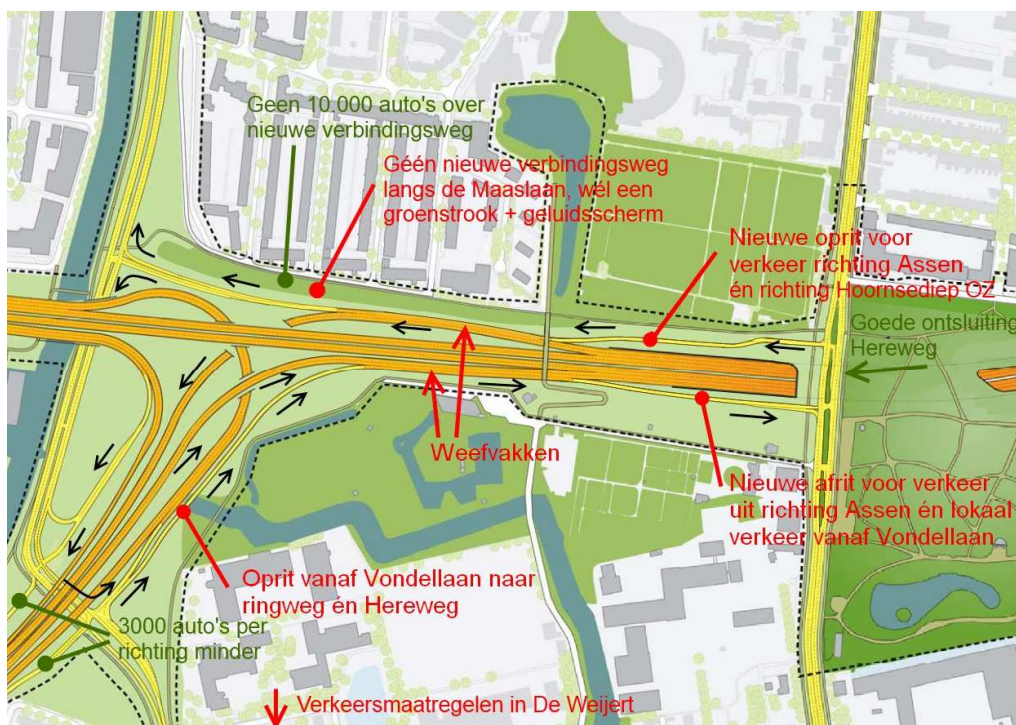 Geen 10.000 auto's over
nieuwe verbindingsweg
Géén nieuwe verbindingsweg
langs de Maaslaan, wél een
groenstrook + geluidsscherm
Nieuwe oprit voor
verkeer richting Assen
én richting Hoornsediep OZ
Goede ontsluiting
Hereweg
Weefvakken
Nieuwe afrit voor verkeer
uit richting Assen én lokaal
verkeer vanaf Vondellaan
Oprit vanaf Vondellaan naar
ringweg én Hereweg
3000 auto's per
richting minder
Verkeersmaatregelen in De Weijert